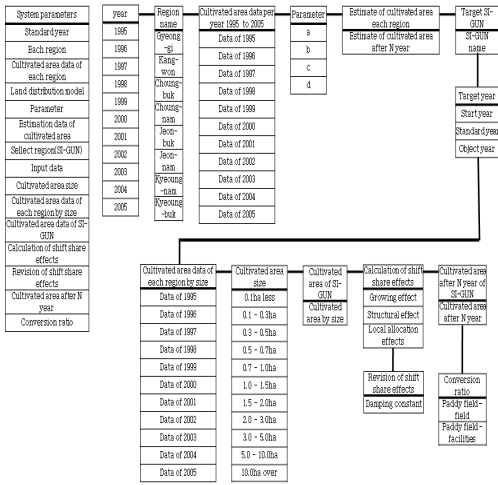 System parameters
Standard year
Bach region
Cultivated area data of
each region
Land distribution model
Parameter
Estimation data of
cultivated area
Sellect region(SI-GUN)
Input data
Cultivated area size
Cultivated area data of
each region by size
Cultivated area data of SI-
GUN
Calculation of shift share
effects
Revision of shift share
effects
Cultivated area after N
year
Conversion ratio
year
1995
1996
1997
1998
1999
2000
2001
2002
2003
2004
2005
Region
name
Gyeong
-gi
Kang-
won
Choung-
buk
Choung-
nam
Jeon-
buk
Jeon-
nam
Kyeoung
-nam
Kyeoung
-buk
Cultivated area data per
year 1995 to 2005
Data of 1995
Data of 1996
Data of 1997
Data of 1998
Data of 1999
Data of 2000
Data of 2001
Data of 2002
Data of 2003
Data of 2004
Data of 2005
Parameter
a
b
c
d
Estimate of cultivated area
each region
Estimate of cultivated area
after N year
Target SI-
GUN
SI-GUN
name
Target year
Start year
Standard year
Object year
Cultivated area data of
each region by size
Data of 1995
Data of 1996
Data of 1997
Data of 1998
Data of 1999
Data of 2000
Data of 2001
Data of 2002
Data of 2003
Data of 2004
Data of 2005
Cultivated area
size
0.1ha less
0.1 - 0.3ha
0.3 - 0.5ha
0.5 - 0.7ha
0.7 - 1.0ha
1.0 - 1.5ha
1.5 - 2.0ha
2.0 - 3.0ha
3.0 - 5.0ha
5.0 - 10.0ha
10.0ha over
Cultivated
area of SI-
GUN
Cultivated
area by size
Calculation of shift
share effects
Growing effect
Structural effect
Local allocation
effects
Revision of shift
share effects
Damping constant
Cultivated area
after N year of
SI-GUN
Cultivated area
after N year
Conversion
ratio
Paddy field-
field
Paddy field-
facilities